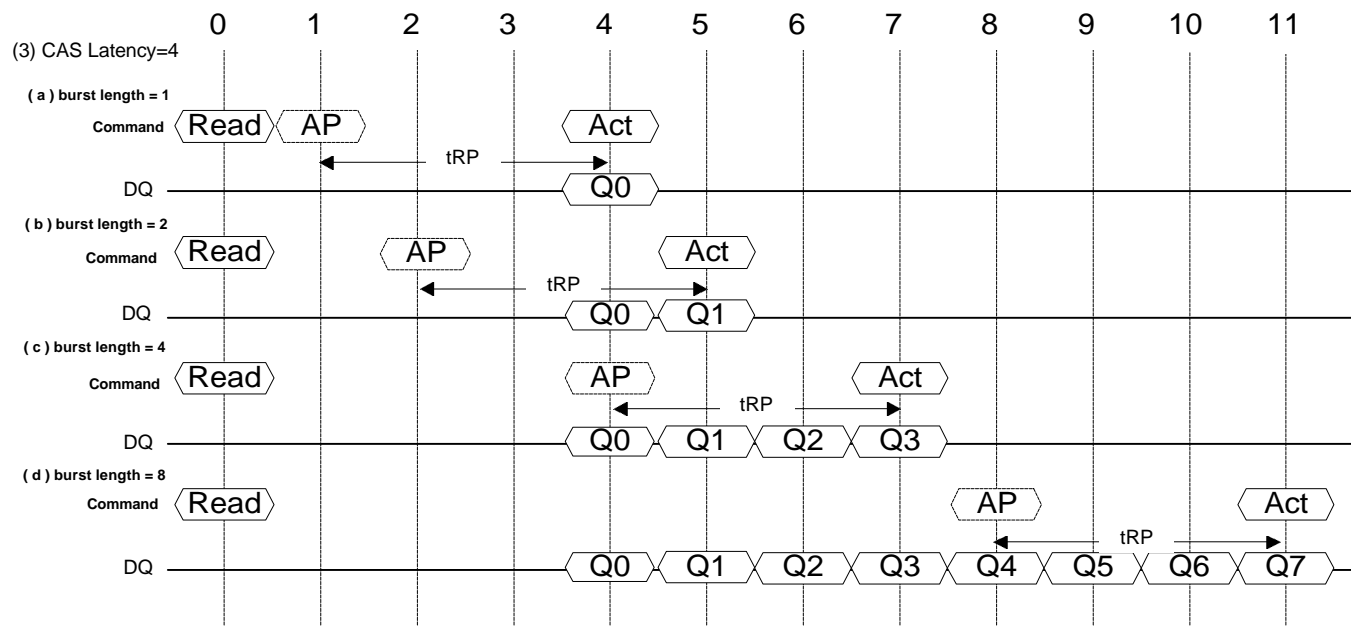 0 1 2 3 4 5 6 7 8 9 10 11
(3) CAS Latency=4
( a ) burst length = 1
Command Read AP Act
tRP
DQ Q0
( b ) burst length = 2
Command Read AP Act
tRP
DQ Q0 Q1
( c ) burst length = 4
Command Read AP Act
tRP
DQ Q0 Q1 Q2 Q3
( d ) burst length = 8
Command Read AP Act
tRP
DQ Q0 Q1 Q2 Q3 Q4 Q5 Q6 Q7